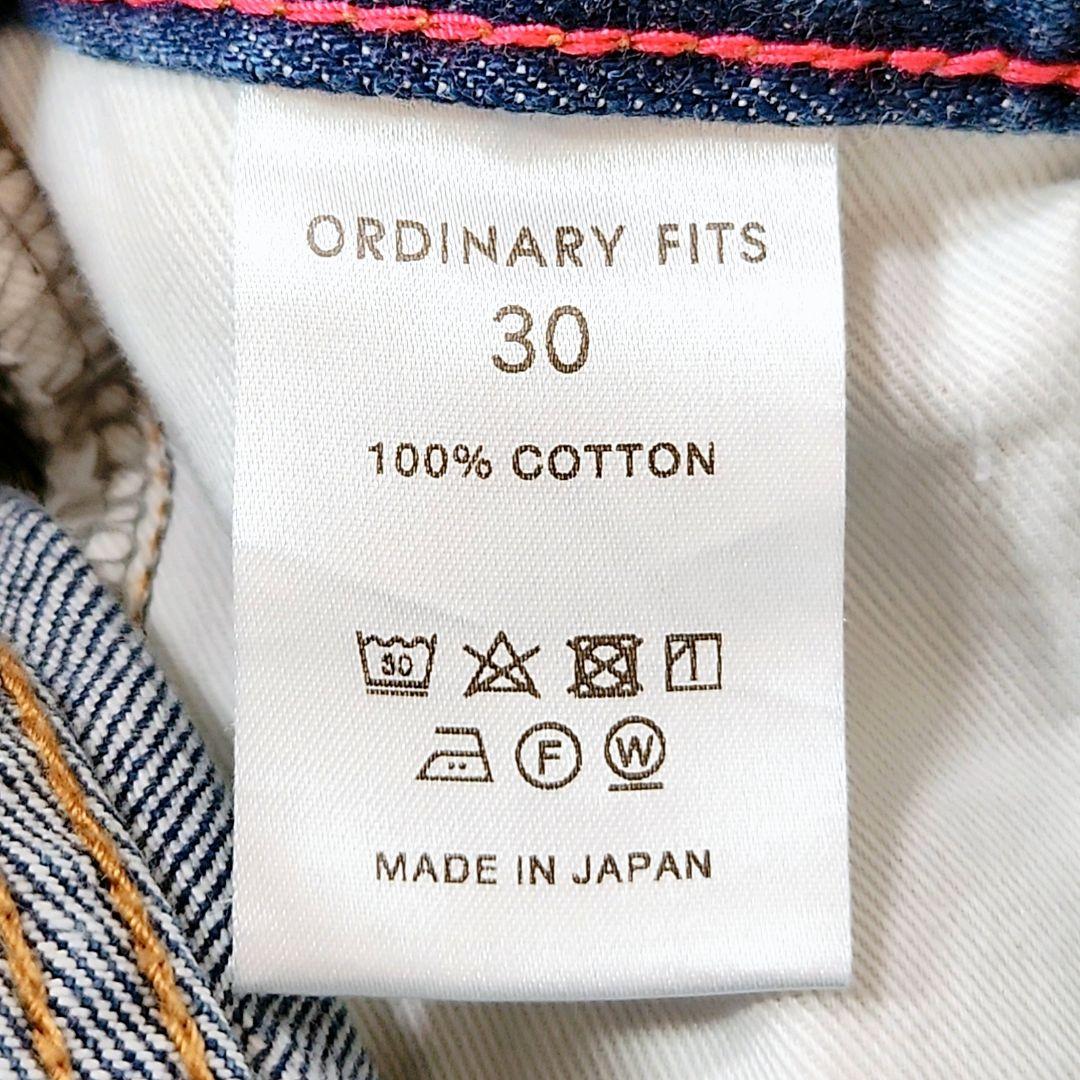 ORDINARY FITS
30
100% COTTON
30
F W
MADE IN JAPAN